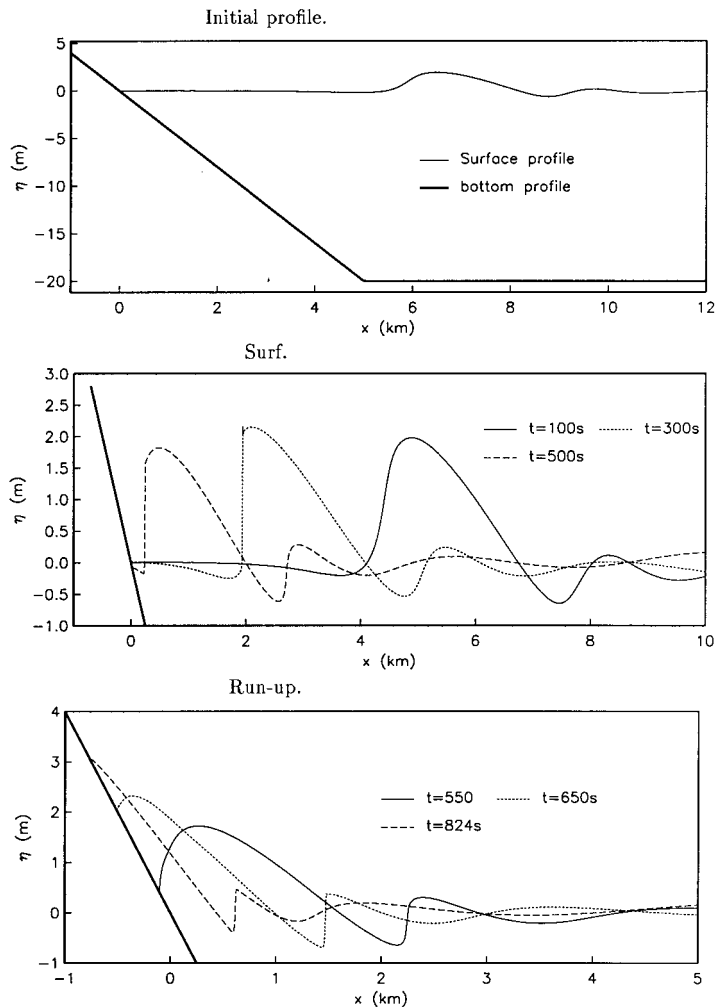 Initial profile.
5
0
−5
−10
−15
−20
η (m)
Surface profile
bottom profile
0 2 4 6 8 10 12
x (km)
Surf.
3.0
2.5
2.0
1.5
1.0
0.5
0.0
−0.5
−1.0
η (m)
t=100s t=300s
t=500s
0 2 4 6 8 10
x (km)
Run-up.
4
3
2
1
0
−1
η (m)
t=550 t=650s
t=824s
−1 0 1 2 3 4 5
x (km)